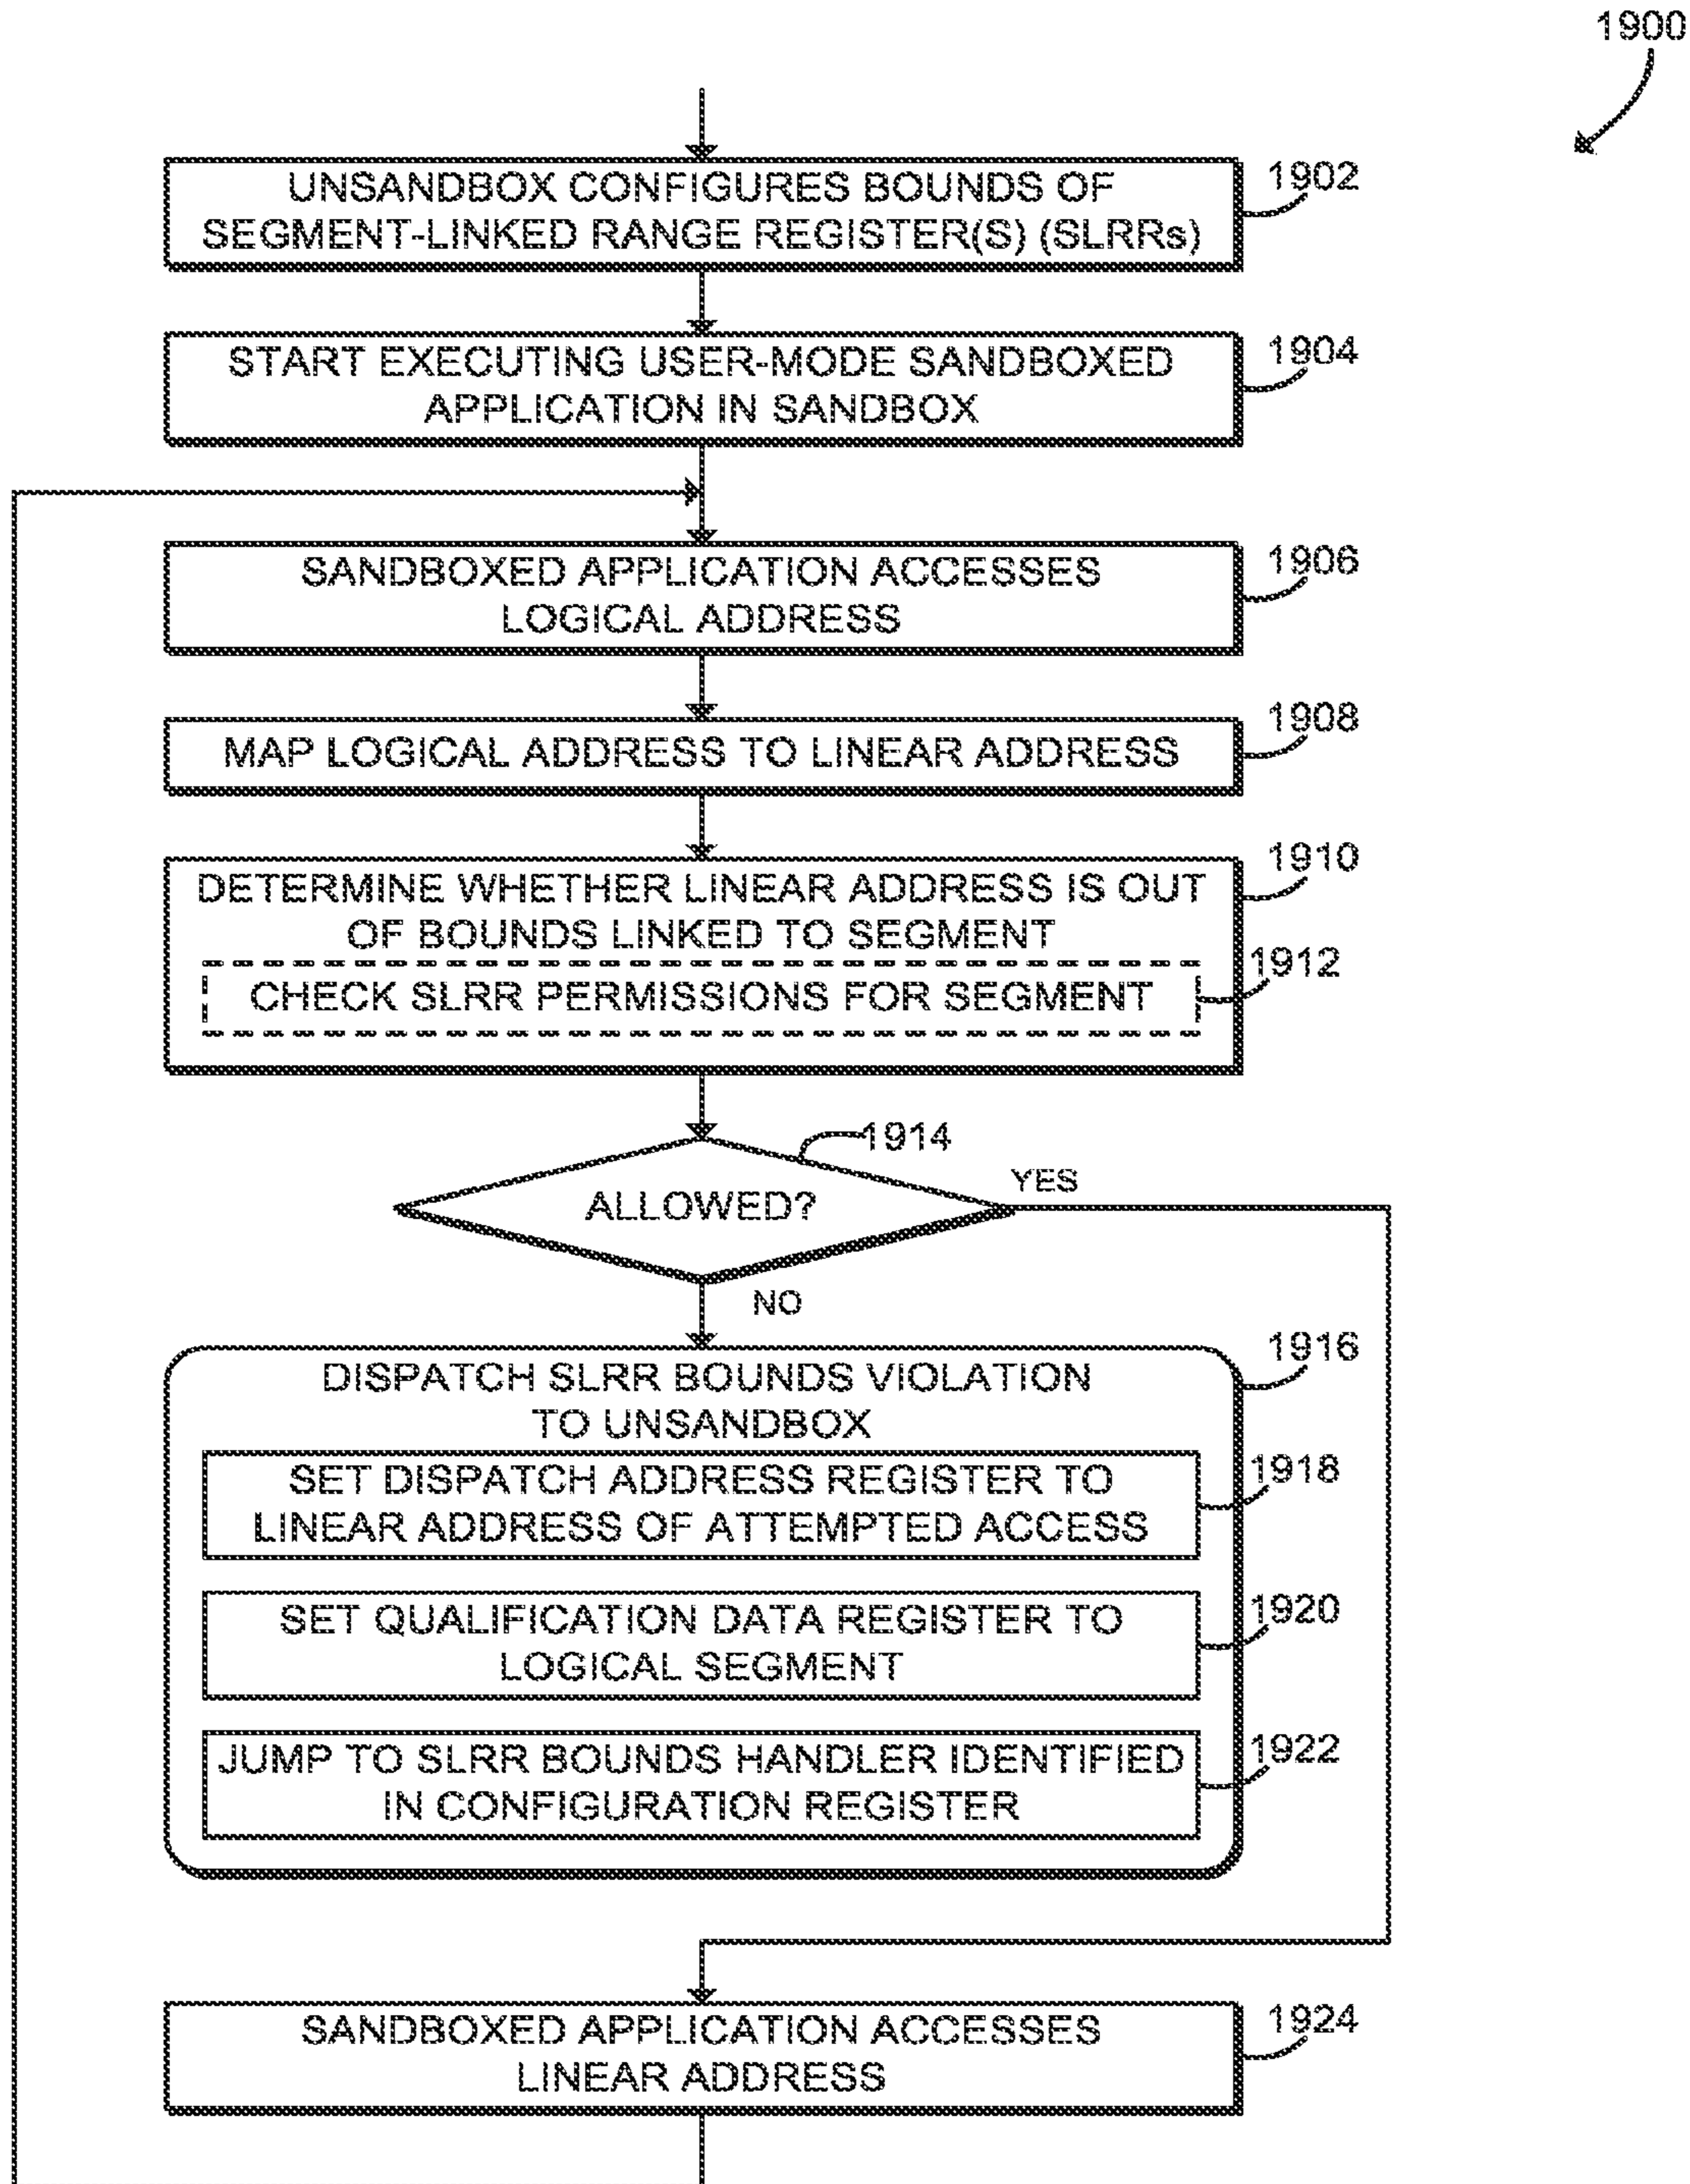 1900
UNSANDBOX CONFIGURES BOUNDS OF
SEGMENT-LINKED RANGE REGISTER(S) (SLRRs)
1902
START EXECUTING USER-MODE SANDBOXED
APPLICATION IN SANDBOX
1904
SANDBOXED APPLICATION ACCESSES
LOGICAL ADDRESS
1906
MAP LOGICAL ADDRESS TO LINEAR ADDRESS
1908
DETERMINE WHETHER LINEAR ADDRESS IS OUT
OF BOUNDS LINKED TO SEGMENT
1910
CHECK SLRR PERMISSIONS FOR SEGMENT
1912
ALLOWED?
1914
YES
NO
DISPATCH SLRR BOUNDS VIOLATION
TO UNSANDBOX
1916
SET DISPATCH ADDRESS REGISTER TO
LINEAR ADDRESS OF ATTEMPTED ACCESS
1918
SET QUALIFICATION DATA REGISTER TO
LOGICAL SEGMENT
1920
JUMP TO SLRR BOUNDS HANDLER IDENTIFIED
IN CONFIGURATION REGISTER
1922
SANDBOXED APPLICATION ACCESSES
LINEAR ADDRESS
1924